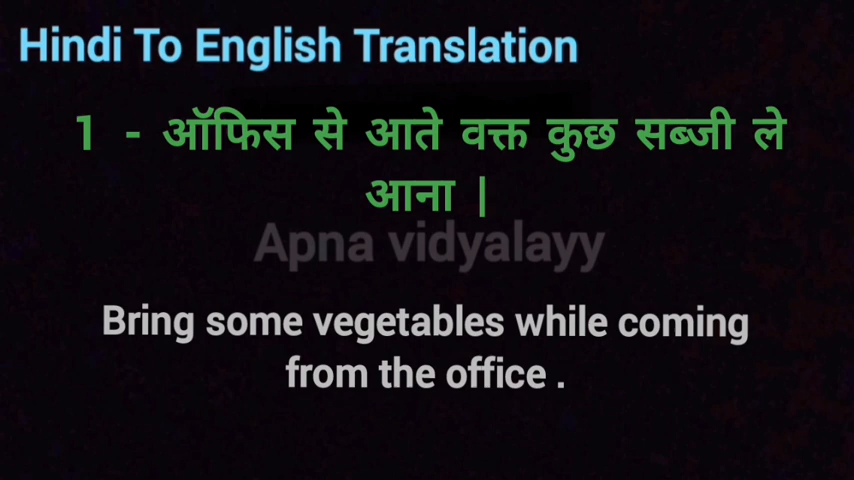 Hindi To English Translation
1 - ऑफिस से आते वक्त कुछ सब्जी ले
आना |
Apna vidyalayy
Bring some vegetables while coming
from the office .